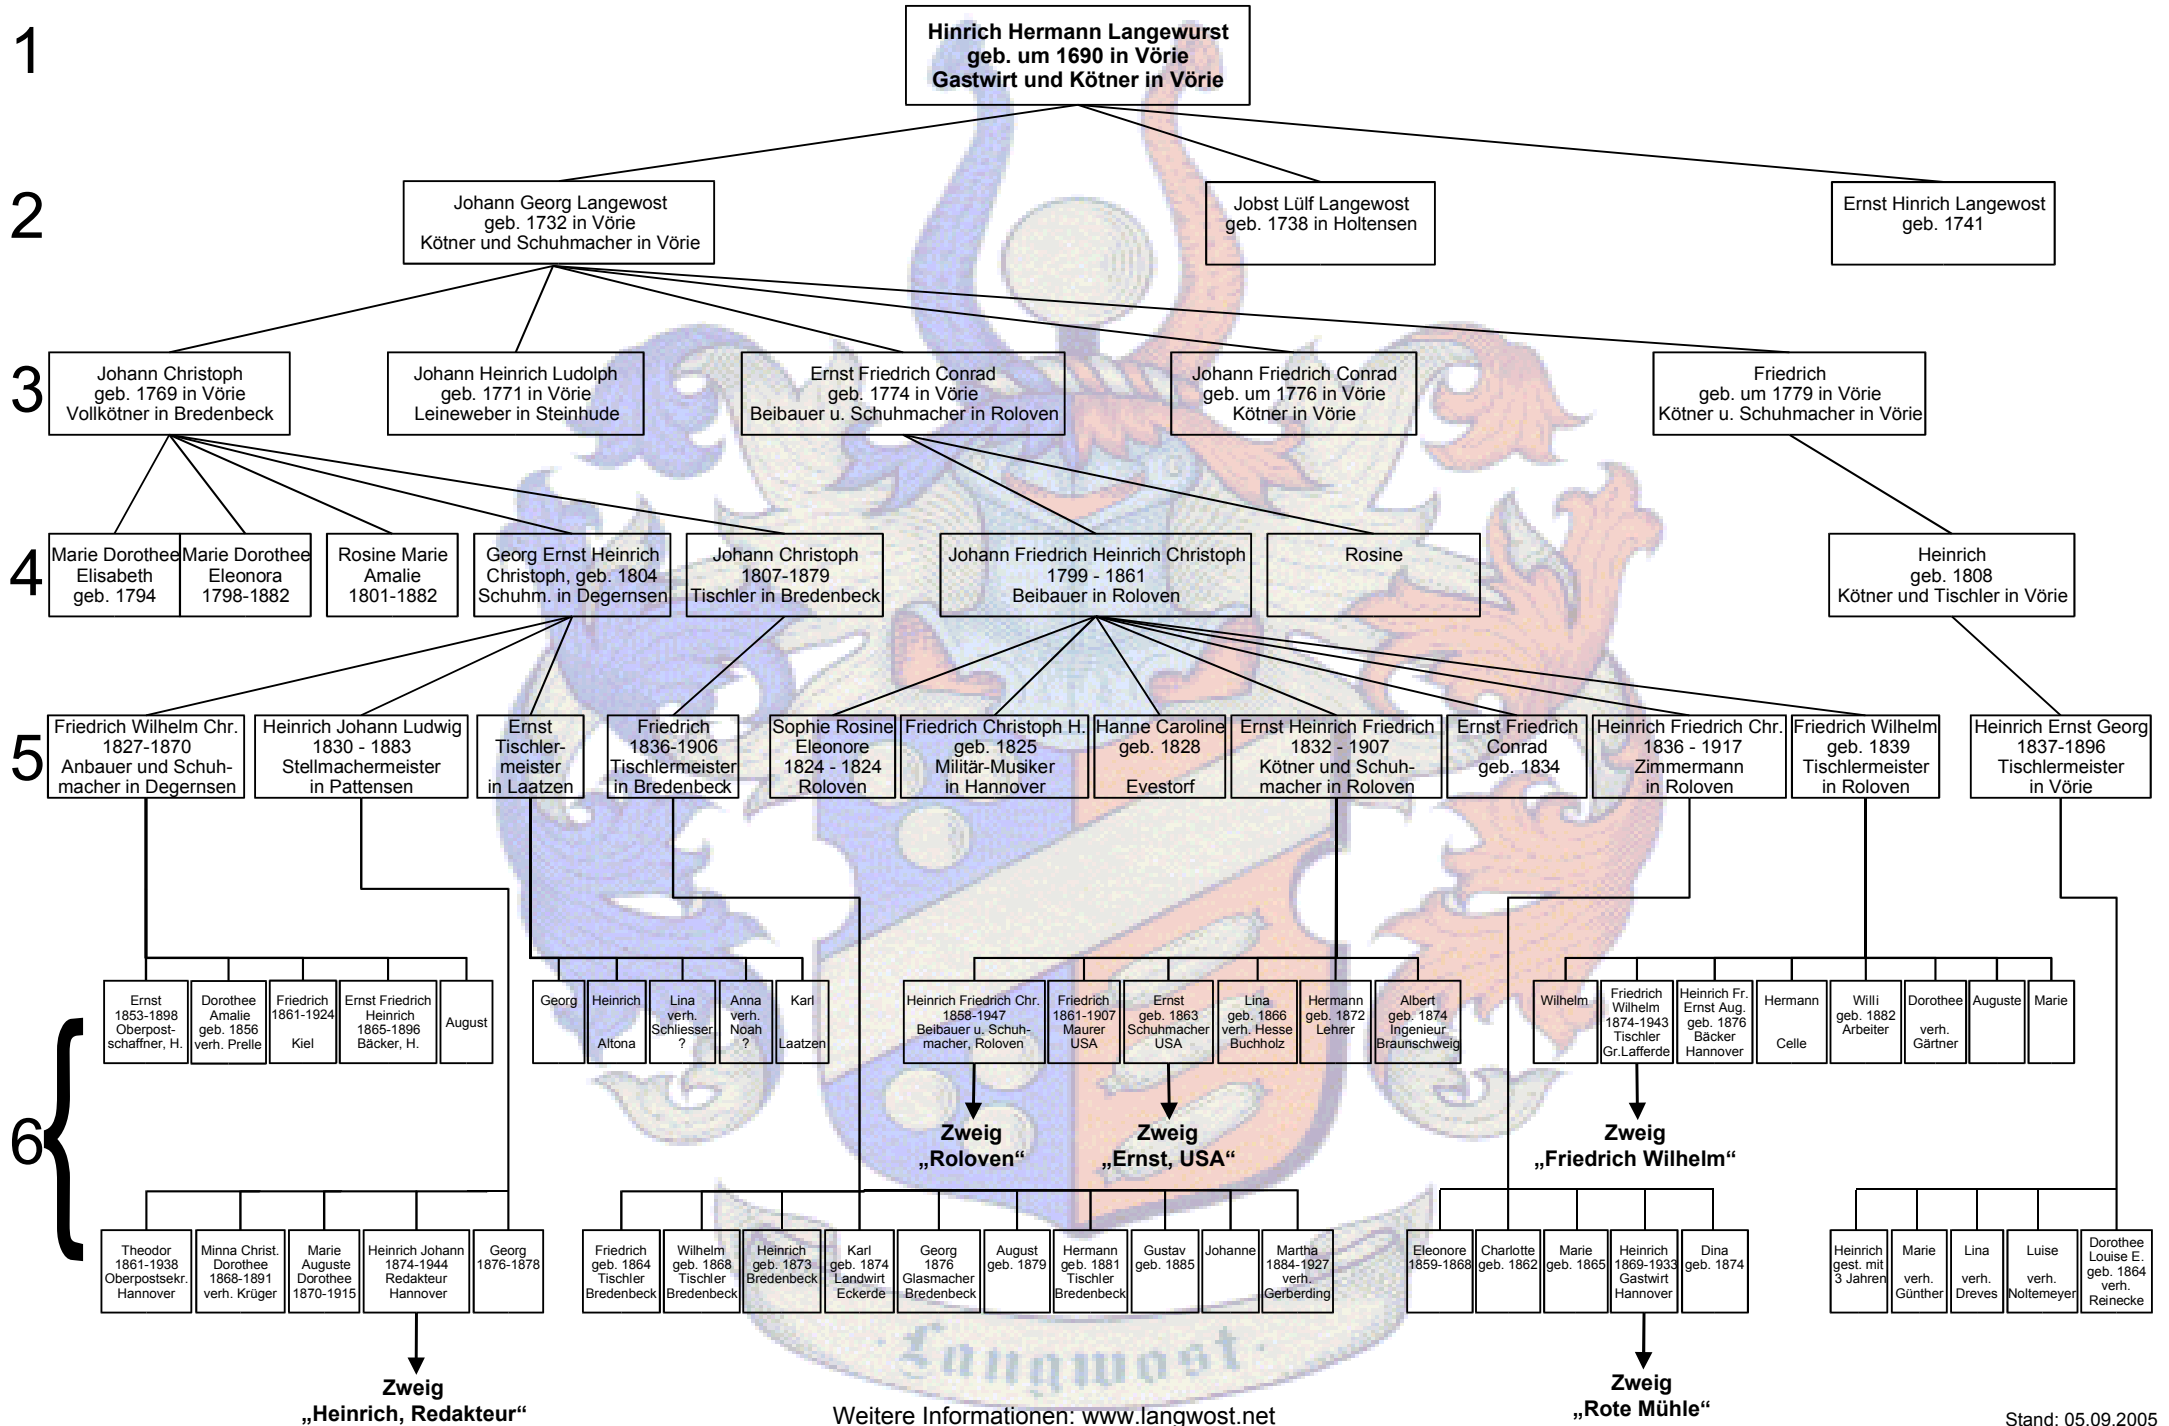 1
Hinrich Hermann Langewurst
geb. um 1690 in Vörie
Gastwirt und Kötner in Vörie
2
Johann Georg Langewost
geb. 1732 in Vörie
Kötner und Schuhmacher in Vörie
Jobst Lülf Langewost
geb. 1738 in Holtensen
Ernst Hinrich Langewost
geb. 1741
3
Johann Christoph
geb. 1769 in Vörie
Vollkötner in Bredenbeck
Johann Heinrich Ludolph
geb. 1771 in Vörie
Leineweber in Steinhude
Ernst Friedrich Conrad
geb. 1774 in Vörie
Beibauer u. Schuhmacher in Roloven
Johann Friedrich Conrad
geb. um 1776 in Vörie
Kötner in Vörie
Friedrich
geb. um 1779 in Vörie
Kötner u. Schuhmacher in Vörie
4
Marie Dorothee
Elisabeth
geb. 1794
Marie Dorothee
Eleonora
1798-1882
Rosine Marie
Amalie
1801-1882
Georg Ernst Heinrich
Christoph, geb. 1804
Schuhm. in Degernsen
Johann Christoph
1807-1879
Tischler in Bredenbeck
Johann Friedrich Heinrich Christoph
1799 - 1861
Beibauer in Roloven
Rosine
Heinrich
geb. 1808
Kötner und Tischler in Vörie
5
Friedrich Wilhelm Chr.
1827-1870
Anbauer und Schuh-
macher in Degernsen
Heinrich Johann Ludwig
1830 - 1883
Stellmachermeister
in Pattensen
Ernst
Tischler-
meister
in Laatzen
Friedrich
1836-1906
Tischlermeister
in Bredenbeck
Sophie Rosine
Eleonore
1824 - 1824
Roloven
Friedrich Christoph H.
geb. 1825
Militär-Musiker
in Hannover
Hanne Caroline
geb. 1828
Evestorf
Ernst Heinrich Friedrich
1832 - 1907
Kötner und Schuh-
macher in Roloven
Ernst Friedrich
Conrad
geb. 1834
Heinrich Friedrich Chr.
1836 - 1917
Zimmermann
in Roloven
Friedrich Wilhelm
geb. 1839
Tischlermeister
in Roloven
Heinrich Ernst Georg
1837-1896
Tischlermeister
in Vörie
6
Ernst
1853-1898
Oberpost-
schaffner, H.
Dorothee
Amalie
geb. 1856
verh. Prelle
Friedrich
1861-1924
Kiel
Ernst Friedrich
Heinrich
1865-1896
Bäcker, H.
August
Georg
Heinrich
Altona
Lina
verh.
Schliesser
?
Anna
verh.
Noah
?
Karl
Laatzen
Heinrich Friedrich Chr.
1858-1947
Beibauer u. Schuh-
macher, Roloven
Friedrich
1861-1907
Maurer
USA
Ernst
geb. 1863
Schuhmacher
USA
Lina
geb. 1866
verh. Hesse
Buchholz
Hermann
geb. 1872
Lehrer
Albert
geb. 1874
Ingenieur
Braunschweig
Wilhelm
Friedrich
Wilhelm
1874-1943
Tischler
Gr.Lafferde
Heinrich Fr.
Ernst Aug.
geb. 1876
Bäcker
Hannover
Hermann
Celle
Willi
geb. 1882
Arbeiter
Dorothee
verh.
Gärtner
Auguste
Marie
Zweig
„Roloven“
Zweig
„Ernst, USA“
Zweig
„Friedrich Wilhelm“
Theodor
1861-1938
Oberpostsekr.
Hannover
Minna Christ.
Dorothee
1868-1891
verh. Krüger
Marie
Auguste
Dorothee
1870-1915
Heinrich Johann
1874-1944
Redakteur
Hannover
Georg
1876-1878
Friedrich
geb. 1864
Tischler
Bredenbeck
Wilhelm
geb. 1868
Tischler
Bredenbeck
Heinrich
geb. 1873
Bredenbeck
Karl
geb. 1874
Landwirt
Eckerde
Georg
1876
Glasmacher
Bredenbeck
August
geb. 1879
Hermann
geb. 1881
Tischler
Bredenbeck
Gustav
geb. 1885
Johanne
Martha
1884-1927
verh.
Gerberding
Eleonore
1859-1868
Charlotte
geb. 1862
Marie
geb. 1865
Heinrich
1869-1933
Gastwirt
Hannover
Dina
geb. 1874
Heinrich
gest. mit
3 Jahren
Marie
verh.
Günther
Lina
verh.
Dreves
Luise
verh.
Noltemeyer
Dorothee
Louise E.
geb. 1864
verh.
Reinecke
Langwost
Zweig
„Heinrich, Redakteur“
Zweig
„Rote Mühle“
Weitere Informationen: www.langwost.net
Stand: 05.09.2005